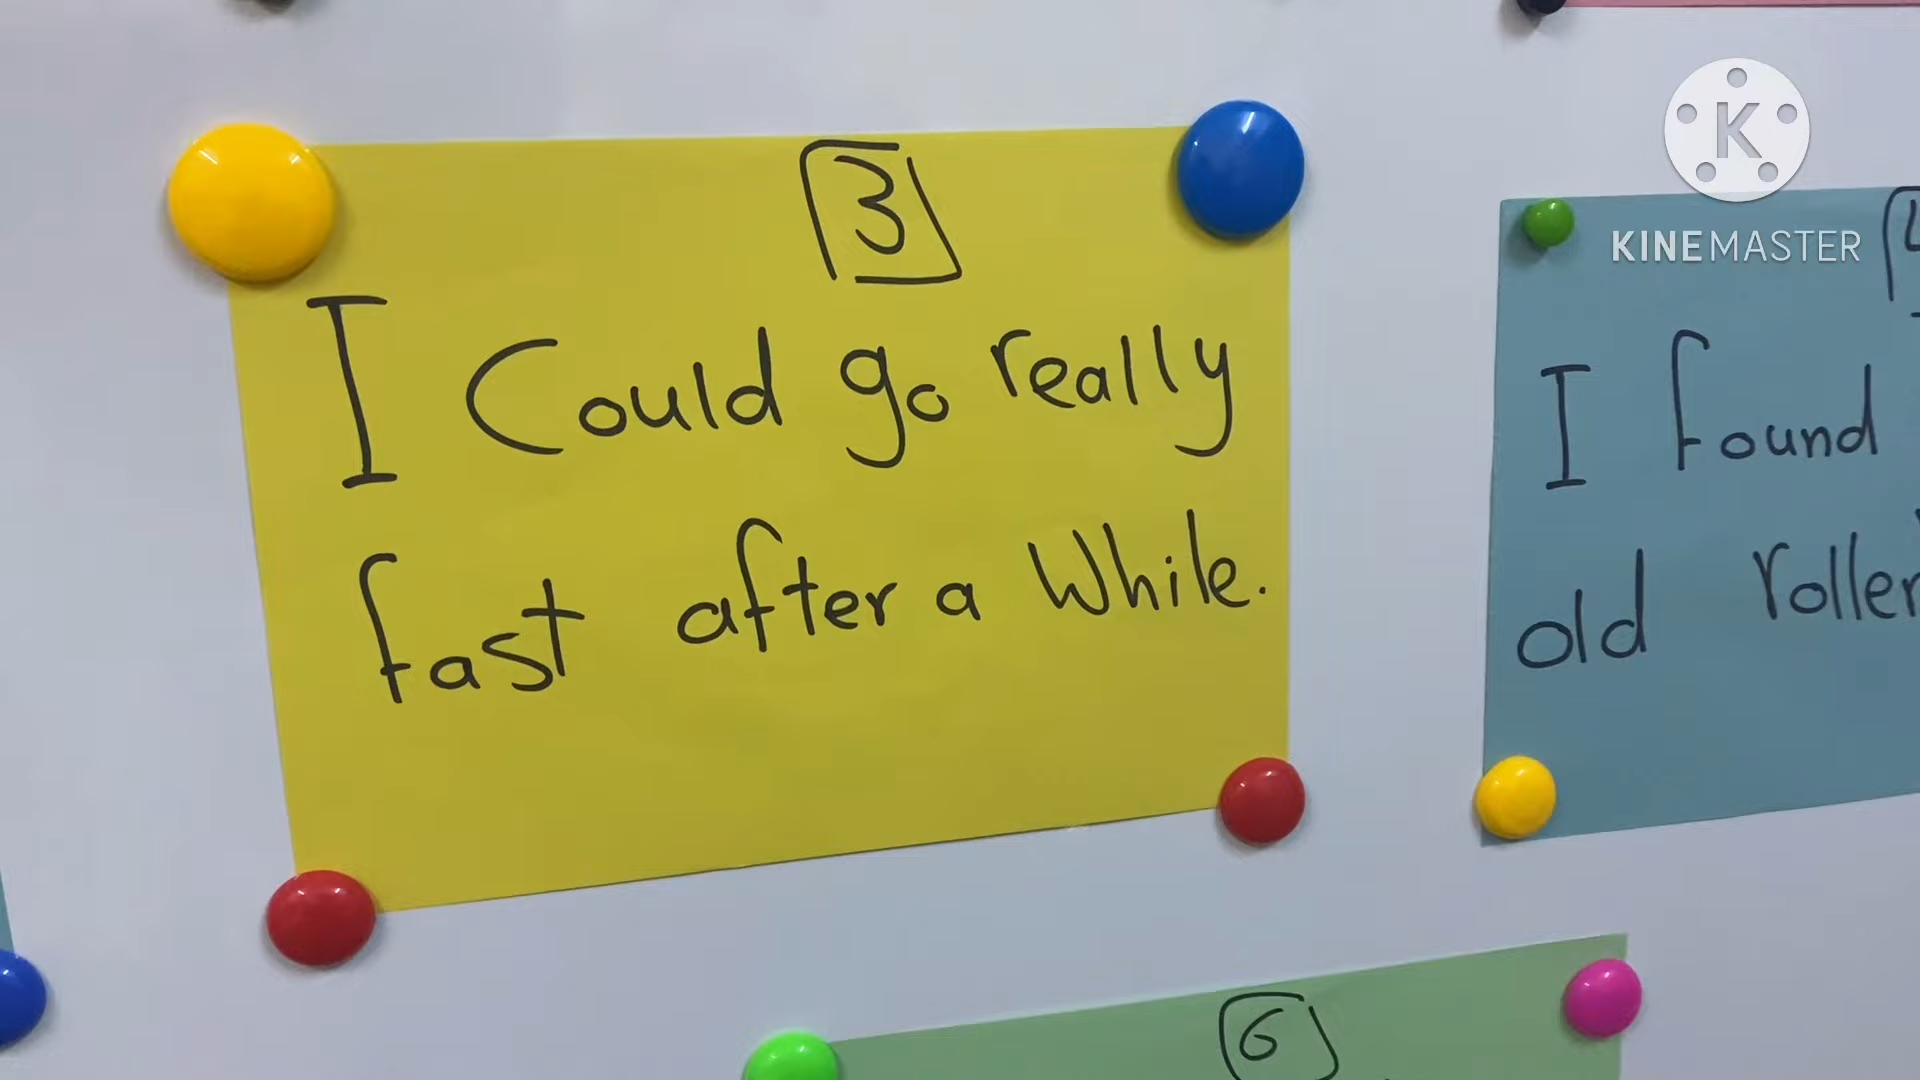 3
I Could go really
fast after a While.
I found
old roller
6
K
KINEMASTER